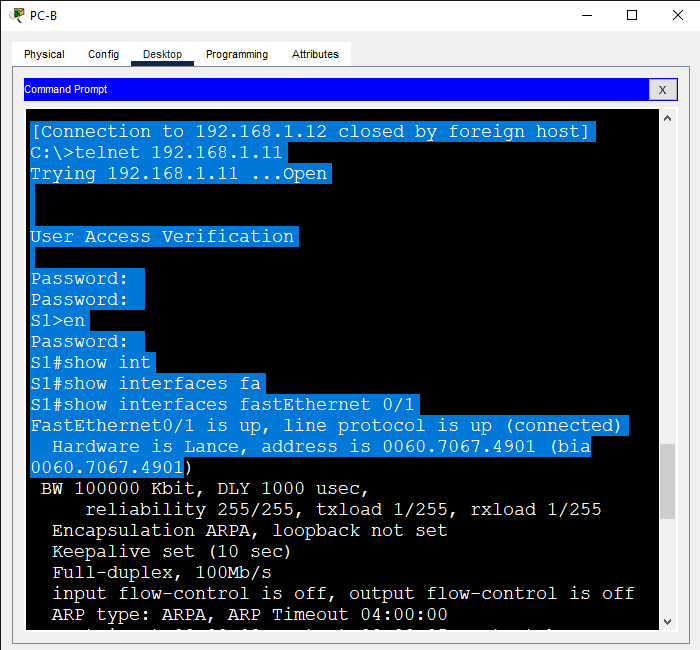 PC-B
Physical Config Desktop Programming Attributes
Command Prompt X
[Connection to 192.168.1.12 closed by foreign host]
C:\>telnet 192.168.1.11
Trying 192.168.1.11 ...Open
User Access Verification
Password:
Password:
S1>en
Password:
S1#show int
S1#show interfaces fa
S1#show interfaces fastEthernet 0/1
FastEthernet0/1 is up, line protocol is up (connected)
Hardware is Lance, address is 0060.7067.4901 (bia
0060.7067.4901)
BW 100000 Kbit, DLY 1000 usec,
reliability 255/255, txload 1/255, rxload 1/255
Encapsulation ARPA, loopback not set
Keepalive set (10 sec)
Full-duplex, 100Mb/s
input flow-control is off, output flow-control is off
ARP type: ARPA, ARP Timeout 04:00:00